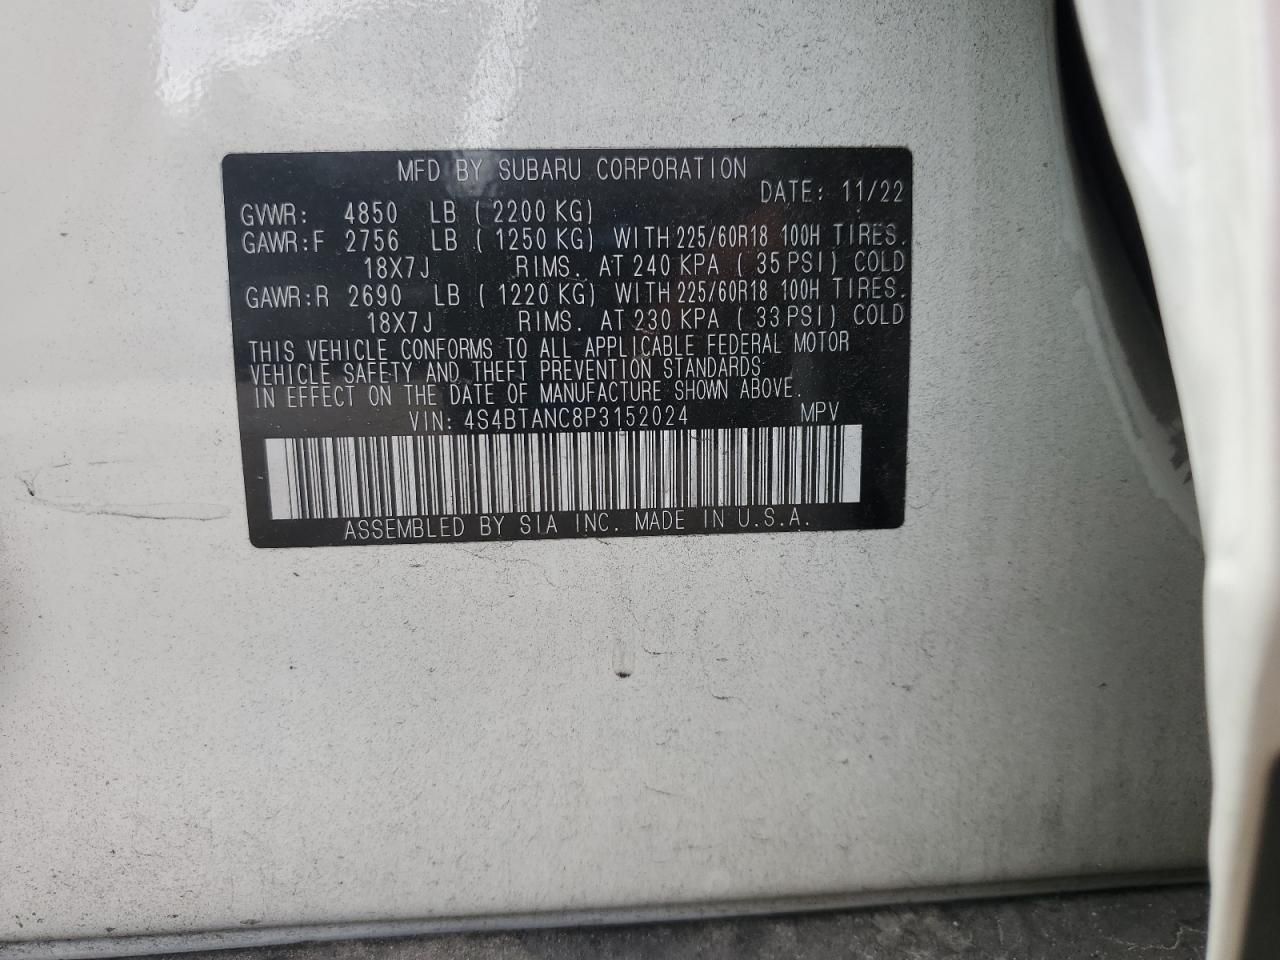 MFD BY SUBARU CORPORATION
DATE: 11/22
GVWR: 4850 LB (2200 KG)
GAWR:F 2756 LB (1250 KG) WITH 225/60R18 100H TIRES.
18X7J RIMS. AT 240 KPA (35 PSI) COLD
GAWR:R 2690 LB (1220 KG) WITH 225/60R18 100H TIRES.
18X7J RIMS. AT 230 KPA (33 PSI) COLD
THIS VEHICLE CONFORMS TO ALL APPLICABLE FEDERAL MOTOR
VEHICLE SAFETY AND THEFT PREVENTION STANDARDS
IN EFFECT ON THE DATE OF MANUFACTURE SHOWN ABOVE.
VIN: 4S4BTANC8P3152024 MPV
ASSEMBLED BY SIA INC. MADE IN U.S.A.